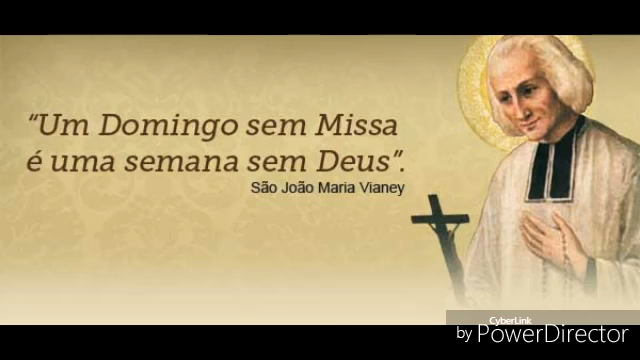 “Um Domingo sem Missa
é uma semana sem Deus”.
São João Maria Vianey
CyberLink
by PowerDirector